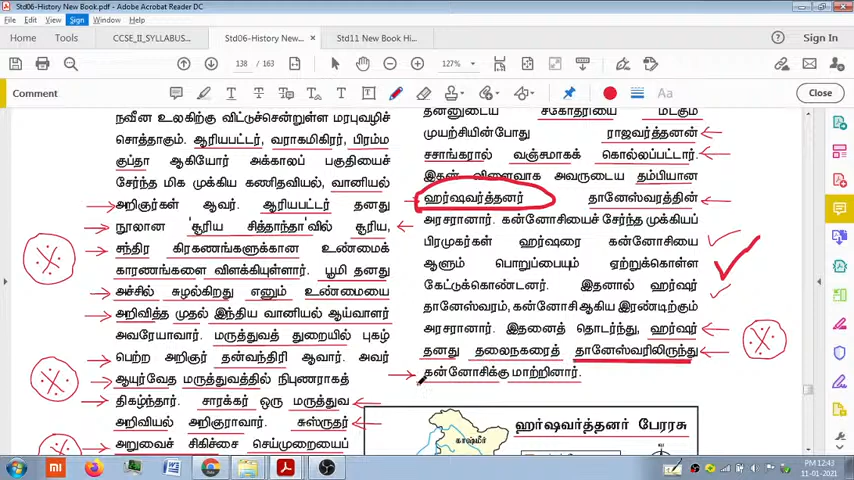 Std06-History New Book.pdf - Adobe Acrobat Reader DC
File Edit View Sign Window Help
Home Tools CCSE_II_SYLLABUS... Std06-History New... × Std11 New Book Hi... Sign In
138 / 163 127%
Comment Close
நவீன உலகிற்கு விட்டுச்சென்றுள்ள மரபுவழிச்
சொத்தாகும். ஆரியபட்டர், வராகமிகிரர், பிரம்ம
குப்தா ஆகியோர் அக்காலப் பகுதியைச்
சேர்ந்த மிக முக்கிய கணிதவியல், வானியல்
அறிஞர்கள் ஆவர். ஆரியபட்டர் தனது
நூலான 'சூரிய சித்தாந்தா'வில் சூரிய,
சந்திர கிரகணங்களுக்கான உண்மைக்
காரணங்களை விளக்கியுள்ளார். பூமி தனது
அச்சில் சுழல்கிறது எனும் உண்மையை
அறிவித்த முதல் இந்திய வானியல் ஆய்வாளர்
அவரேயாவார். மருத்துவத் துறையில் புகழ்
பெற்ற அறிஞர் தன்வந்திரி ஆவார். அவர்
ஆயுர்வேத மருத்துவத்தில் நிபுணராகத்
திகழ்ந்தார். சாரக்கர் ஒரு மருத்துவ
அறிவியல் அறிஞராவார். சுஸ்ருதர்
அறுவைச் சிகிச்சை செய்முறையைப்
தன்னுடைய சகோதரியை மீட்கும்
முயற்சியின்போது ராஜவர்த்தனன்
சசாங்கரால் வஞ்சமாகக் கொல்லப்பட்டார்.
இதன் விளைவாக அவருடைய தம்பியான
ஹர்ஷவர்த்தனர் தானேஸ்வரத்தின்
அரசரானார். கன்னோசியைச் சேர்ந்த முக்கியப்
பிரமுகர்கள் ஹர்ஷரை கன்னோசியை
ஆளும் பொறுப்பையும் ஏற்றுக்கொள்ள
கேட்டுக்கொண்டனர். இதனால் ஹர்ஷர்
தானேஸ்வரம், கன்னோசி ஆகிய இரண்டிற்கும்
அரசரானார். இதனைத் தொடர்ந்து, ஹர்ஷர்
தனது தலைநகரைத் தானேஸ்வரிலிருந்து
கன்னோசிக்கு மாற்றினார்.
ஹர்ஷவர்த்தனர் பேரரசு
காஷ்மீர்
PM 12:43
11-01-2021